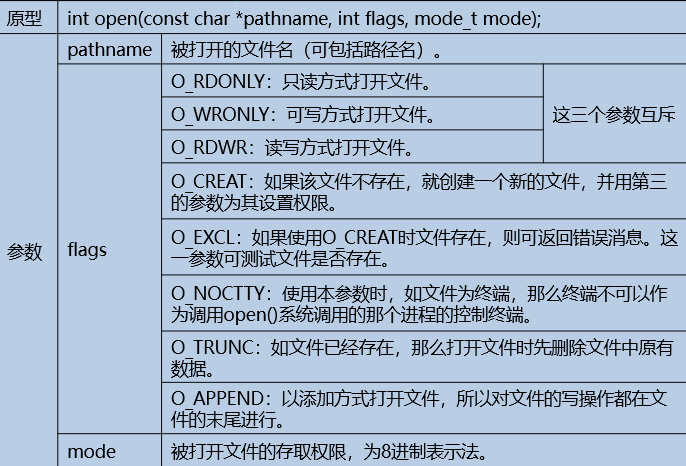 原型
int open(const char *pathname, int flags, mode_t mode);
参数
pathname
被打开的文件名（可包括路径名）。
flags
O_RDONLY：只读方式打开文件。
O_WRONLY：可写方式打开文件。
O_RDWR：读写方式打开文件。
这三个参数互斥
O_CREAT：如果该文件不存在，就创建一个新的文件，并用第三
的参数为其设置权限。
O_EXCL：如果使用O_CREAT时文件存在，则可返回错误消息。这
一参数可测试文件是否存在。
O_NOCTTY：使用本参数时，如文件为终端，那么终端不可以作
为调用open()系统调用的那个进程的控制终端。
O_TRUNC：如文件已经存在，那么打开文件时先删除文件中原有
数据。
O_APPEND：以添加方式打开文件，所以对文件的写操作都在文
件的末尾进行。
mode
被打开文件的存取权限，为8进制表示法。